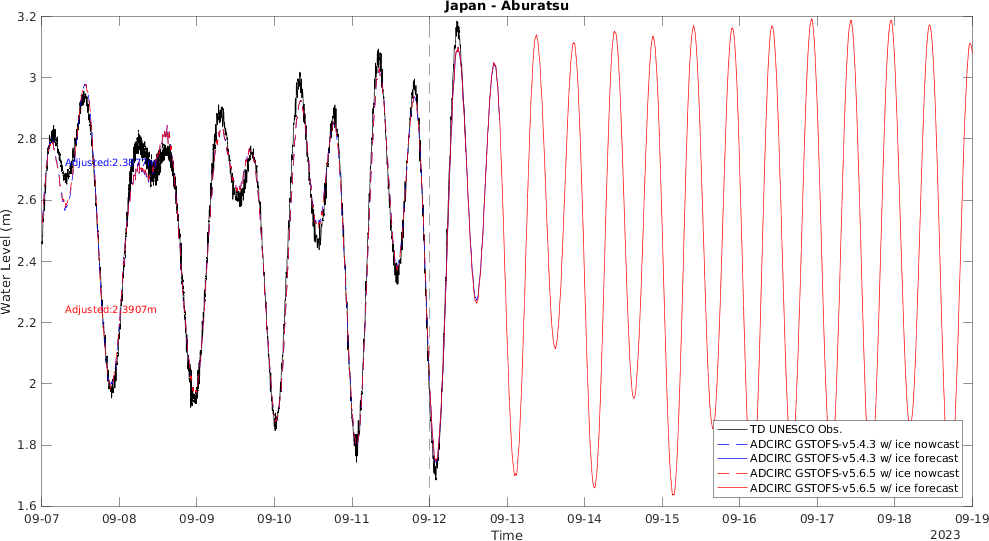 Japan - Aburatsu
3.2
3
2.8
2.6
2.4
2.2
2
1.8
1.6
Water Level (m)
Adjusted:2.3907m
TD UNESCO Obs.
ADCIRC GSTOFS-v5.4.3 w/ ice nowcast
ADCIRC GSTOFS-v5.4.3 w/ ice forecast
ADCIRC GSTOFS-v5.6.5 w/ ice nowcast
ADCIRC GSTOFS-v5.6.5 w/ ice forecast
09-07 09-08 09-09 09-10 09-11 09-12 09-13 09-14 09-15 09-16 09-17 09-18 09-19
Time
2023